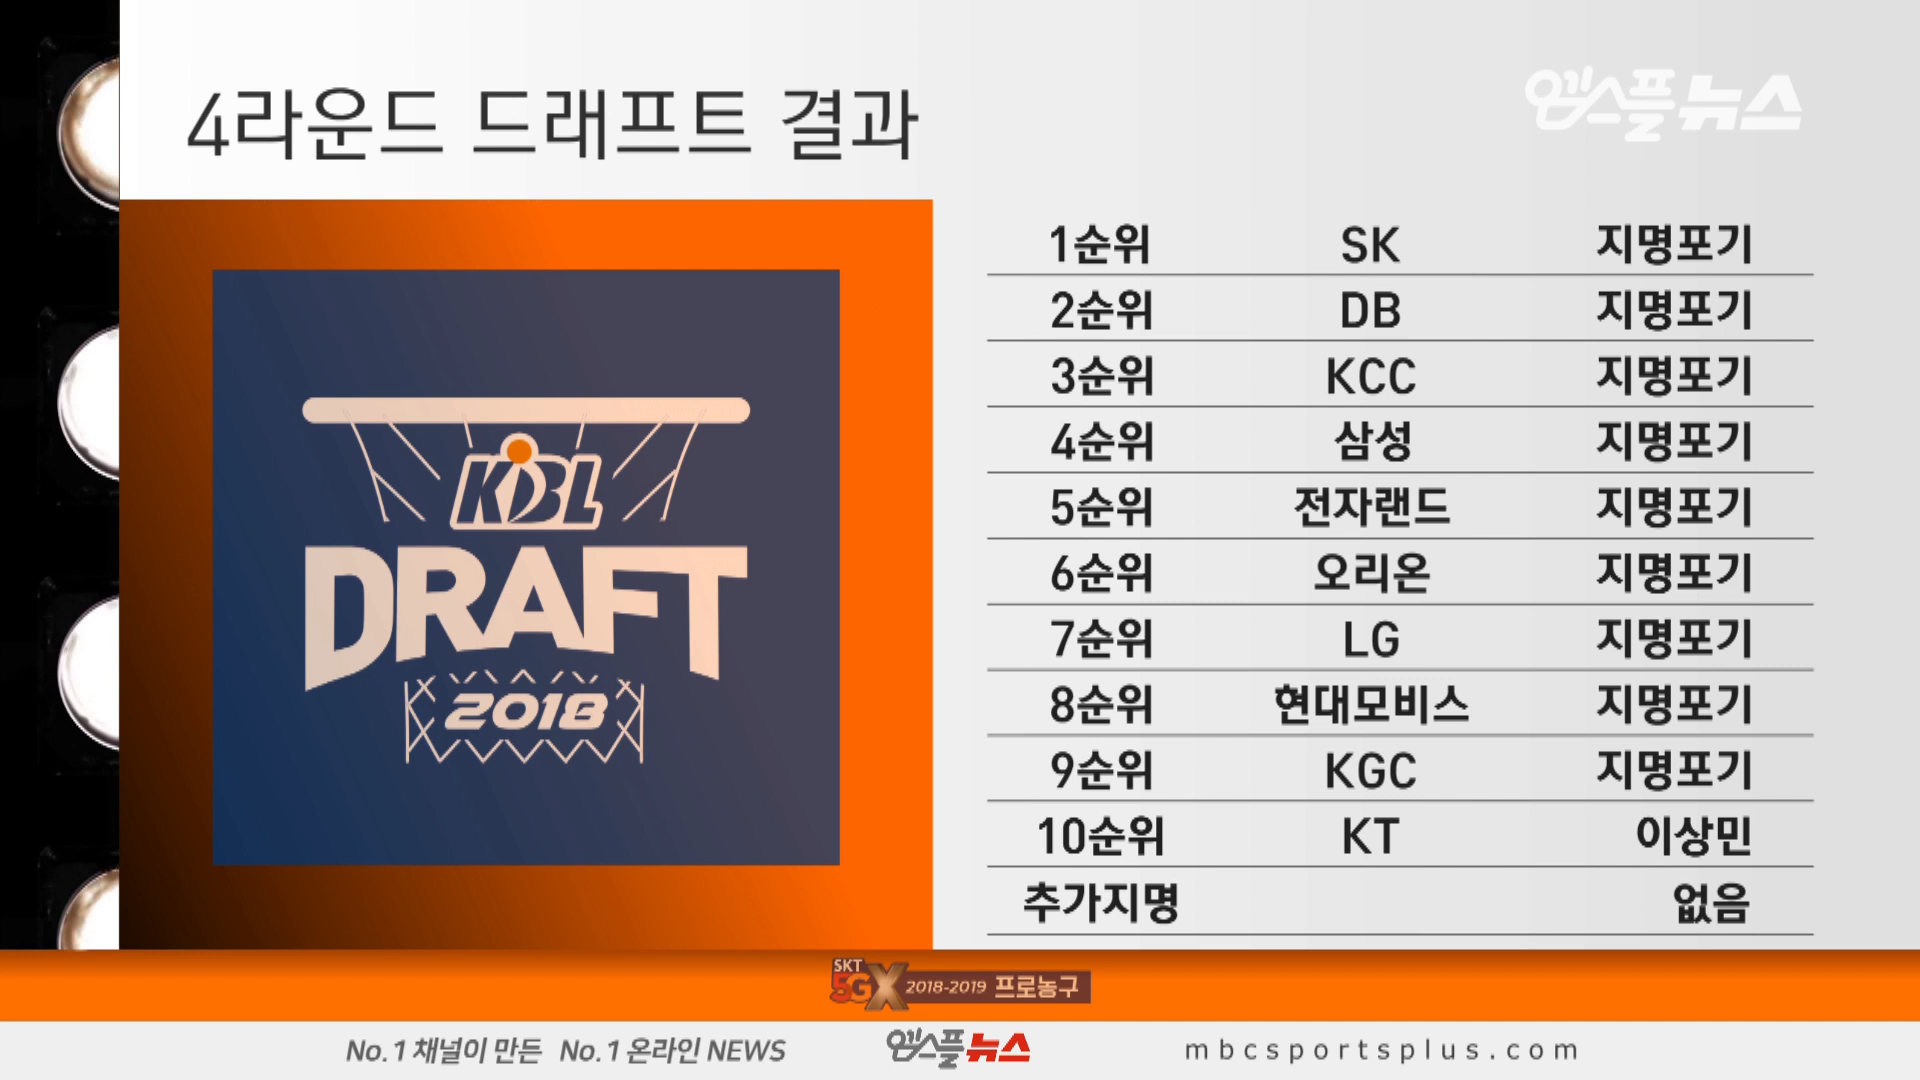 4라운드 드래프트 결과
엠스플뉴스
KBL
DRAFT
2018
1순위 SK 지명포기
2순위 DB 지명포기
3순위 KCC 지명포기
4순위 삼성 지명포기
5순위 전자랜드 지명포기
6순위 오리온 지명포기
7순위 LG 지명포기
8순위 현대모비스 지명포기
9순위 KGC 지명포기
10순위 KT 이상민
추가지명 없음
SKT 5GX 2018-2019 프로농구
No.1 채널이 만든 No.1 온라인 NEWS 엠스플뉴스 mbcsportsplus.com